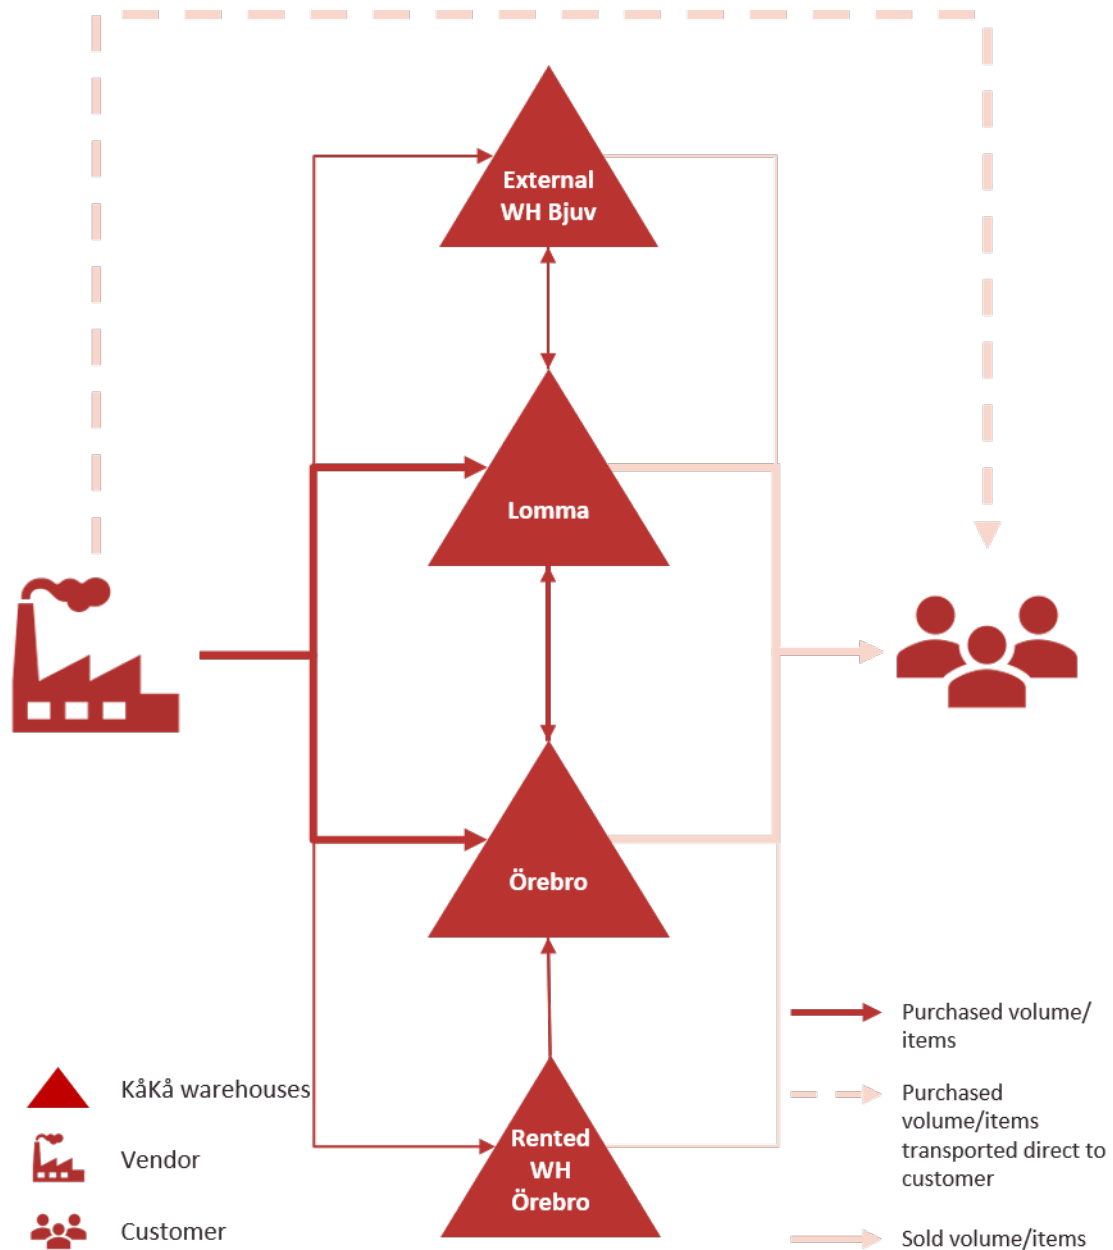 External
WH Bjuv
Lomma
Örebro
Rented
WH
Örebro
KåKå warehouses
Vendor
Customer
Purchased volume/
items
Purchased
volume/items
transported direct to
customer
Sold volume/items